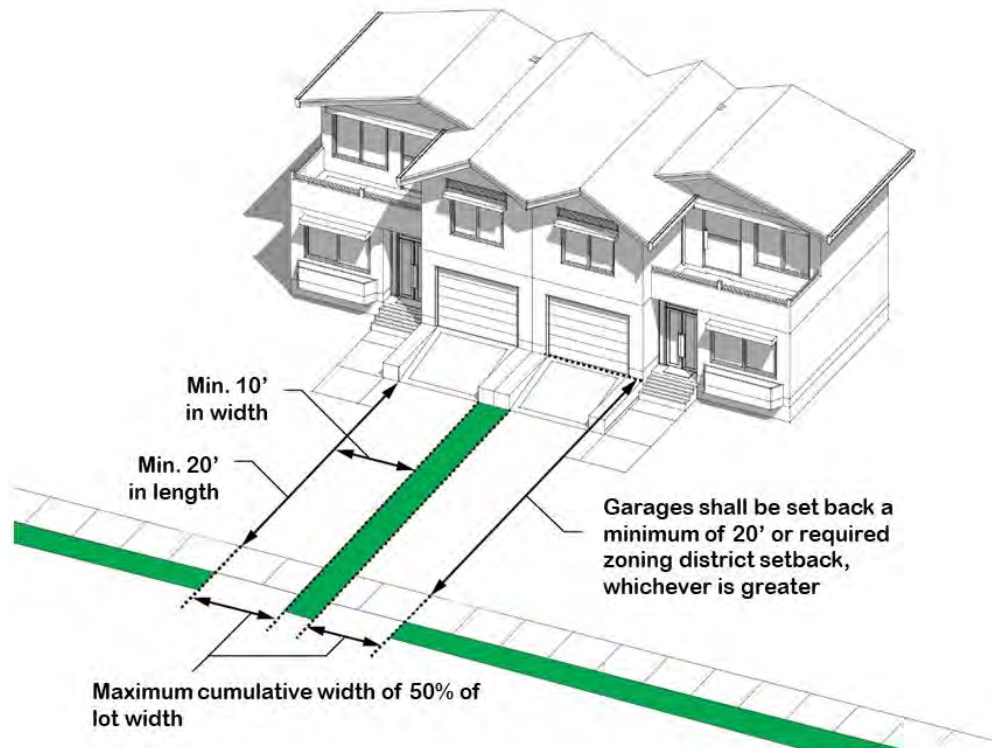 Min. 10’
in width
Min. 20’
in length
Garages shall be set back a
minimum of 20’ or required
zoning district setback,
whichever is greater
Maximum cumulative width of 50% of
lot width